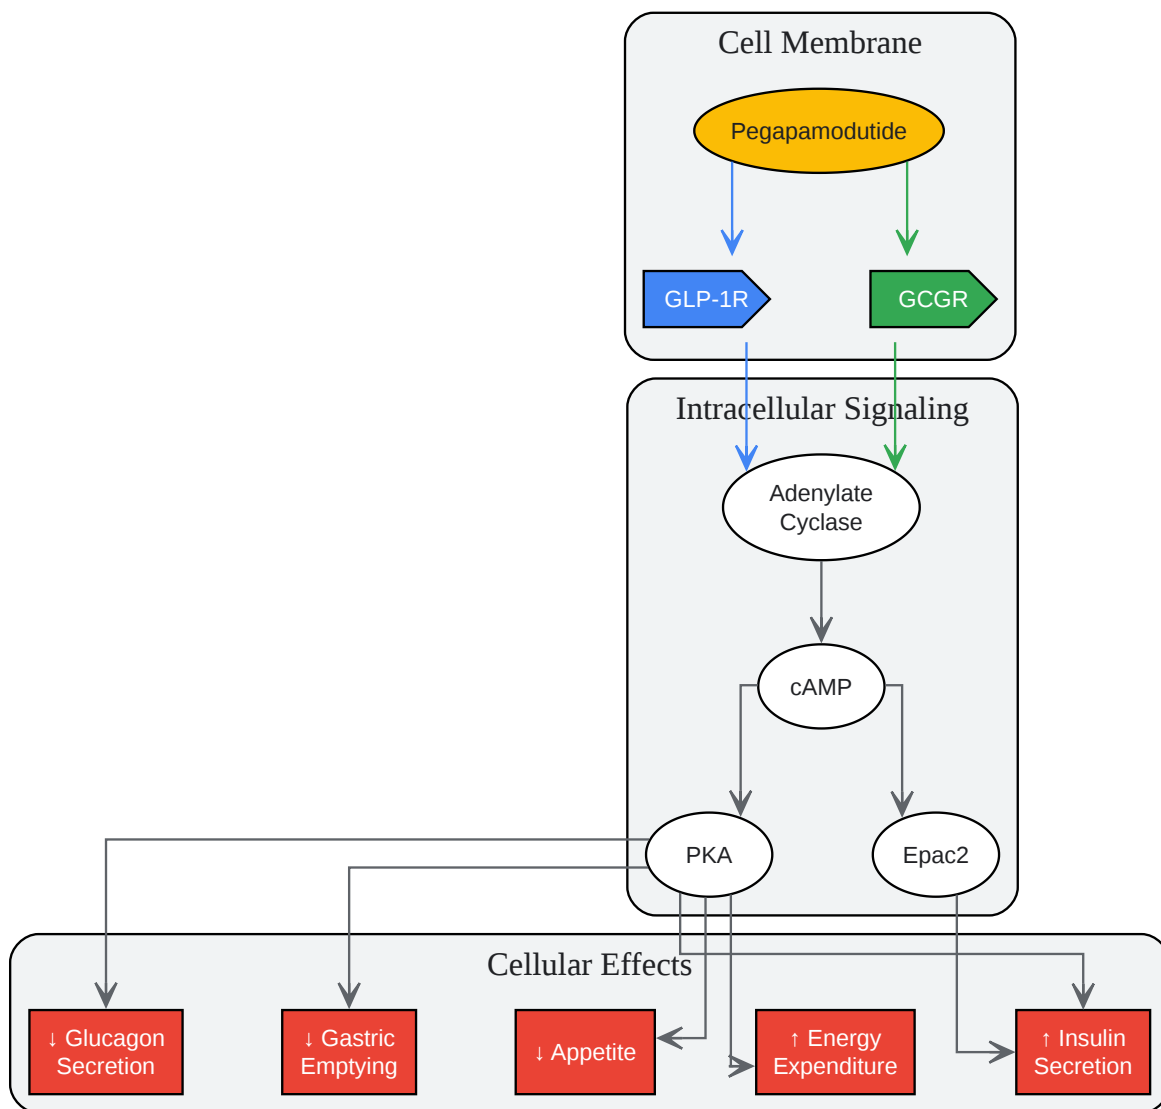 Cell Membrane
Pegapamodutide
GLP-1R
GCGR
Intracellular Signaling
Adenylate
Cyclase
cAMP
PKA
Epac2
Cellular Effects
↓ Glucagon
Secretion
↓ Gastric
Emptying
↓ Appetite
↑ Energy
Expenditure
↑ Insulin
Secretion